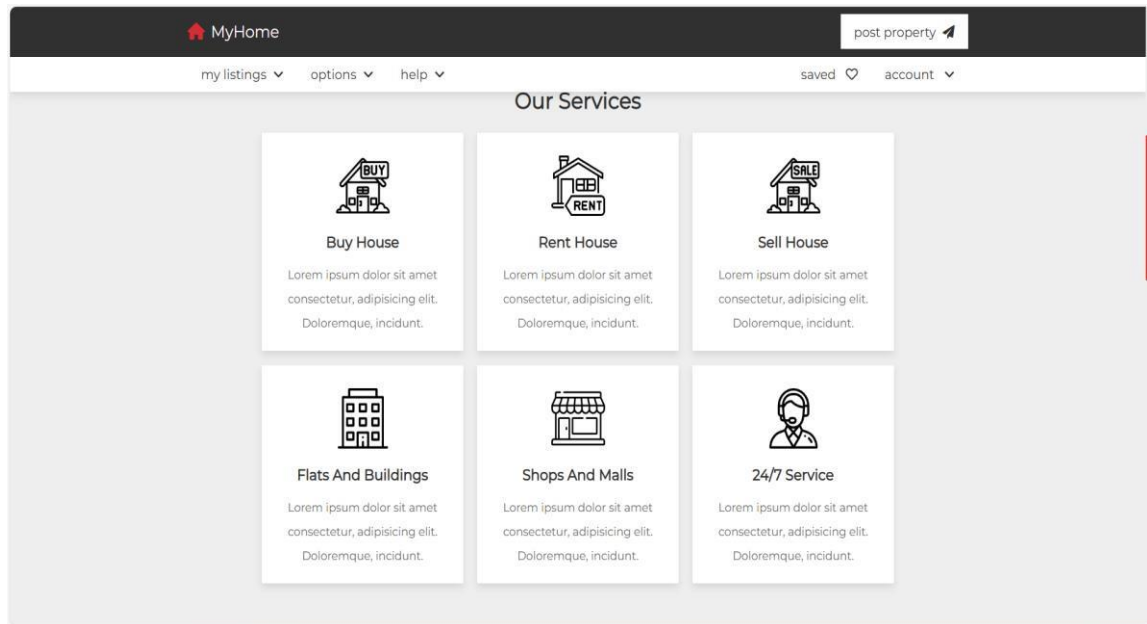 MyHome
post property
my listings
options
help
saved
account
Our Services
BUY
RENT
SALE
Buy House
Rent House
Sell House
Lorem ipsum dolor sit amet
consectetur, adipisicing elit.
Doloremque, incidunt.
Lorem ipsum dolor sit amet
consectetur, adipisicing elit.
Doloremque, incidunt.
Lorem ipsum dolor sit amet
consectetur, adipisicing elit.
Doloremque, incidunt.
Flats And Buildings
Shops And Malls
24/7 Service
Lorem ipsum dolor sit amet
consectetur, adipisicing elit.
Doloremque, incidunt.
Lorem ipsum dolor sit amet
consectetur, adipisicing elit.
Doloremque, incidunt.
Lorem ipsum dolor sit amet
consectetur, adipisicing elit.
Doloremque, incidunt.